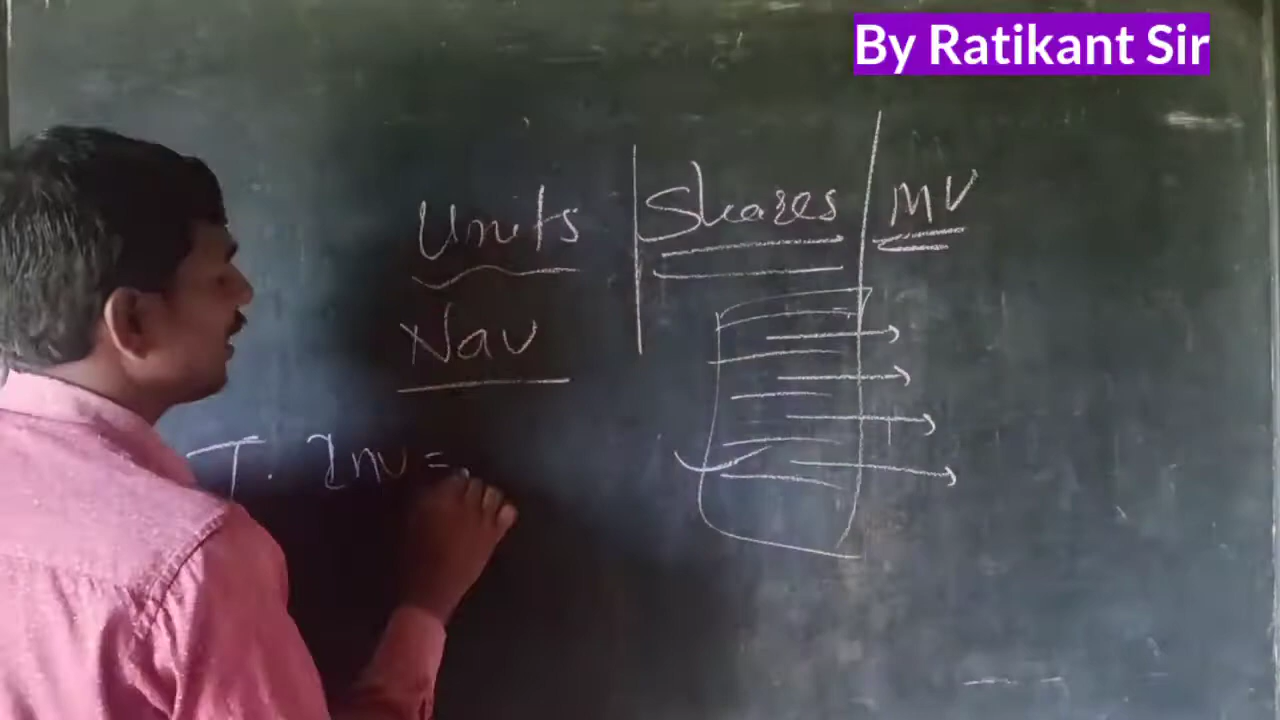 By Ratikant Sir
Units Shares MV
Nav
T. Inv =